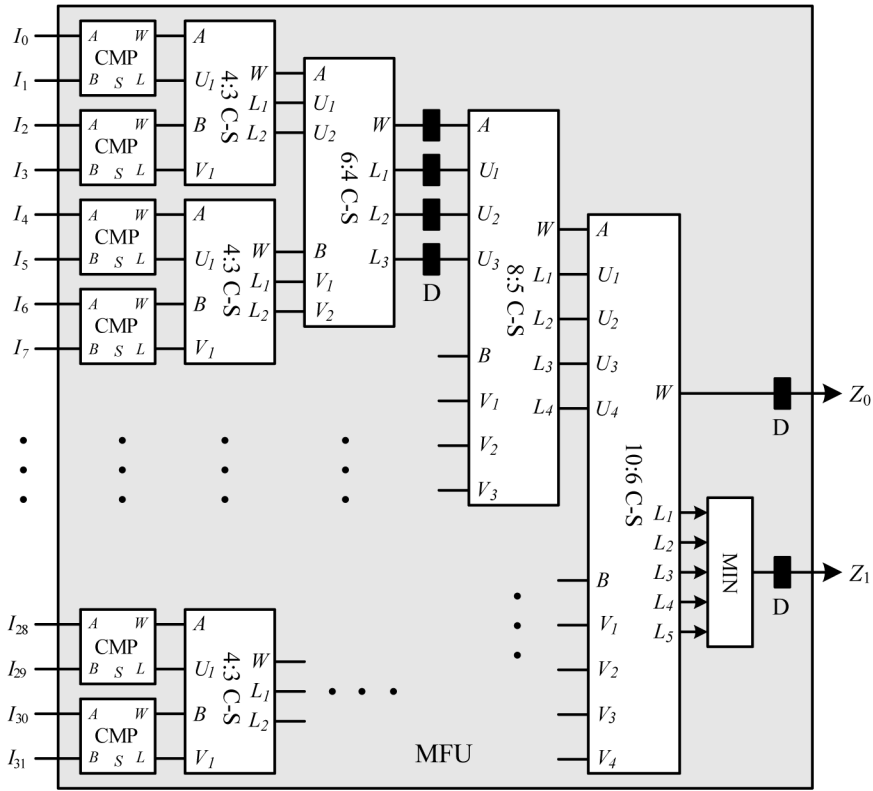 I0 A W A
CMP
I1 B S L U1 W A
4:3 C-S L1 U1
I2 A W B L2 U2 W A
CMP
I3 B S L V1 L1 U1
6:4 C-S
I4 A W A L2 U2
CMP W A
I5 B S L U1 W B L3 U3
4:3 C-S L1 V1 D 8:5 C-S L1 U1
I6 A W B L2 V2 L2 U2
CMP
I7 B S L V1 B L3 U3
W Z0
V1 L4 U4
D
V2
10:6 C-S
V3
L1
L2
L3 MIN Z1
B L4 D
I28 A W A L5
CMP V1
I29 B S L U1 W
4:3 C-S L1 V2
I30 A W B L2 V3
CMP
I31 B S L V1 MFU V4